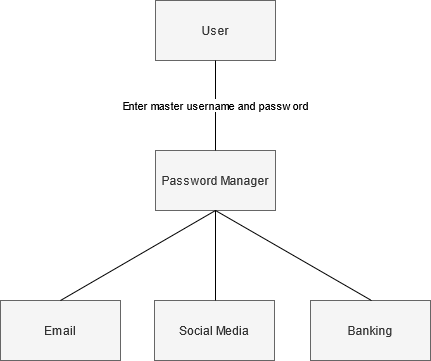 User
Enter master username and password
Password Manager
Email
Social Media
Banking